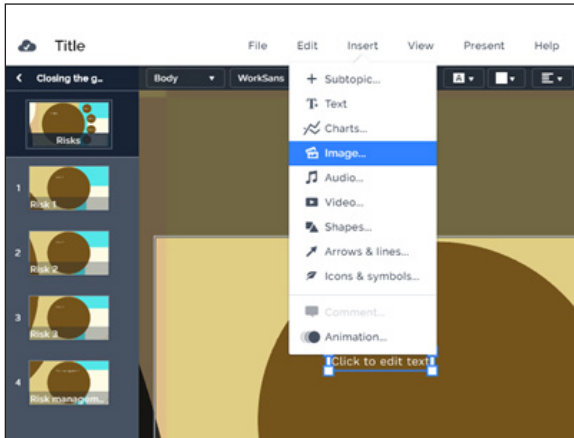 Title
File Edit Insert View Present Help
Closing the g...
Body WorkSans A
Risks
1 Risk 1
2 Risk 2
3 Risk 3
4 Risk managem...
Subtopic...
Text
Charts...
Image...
Audio...
Video...
Shapes...
Arrows & lines...
Icons & symbols...
Comment...
Animation...
Click to edit text